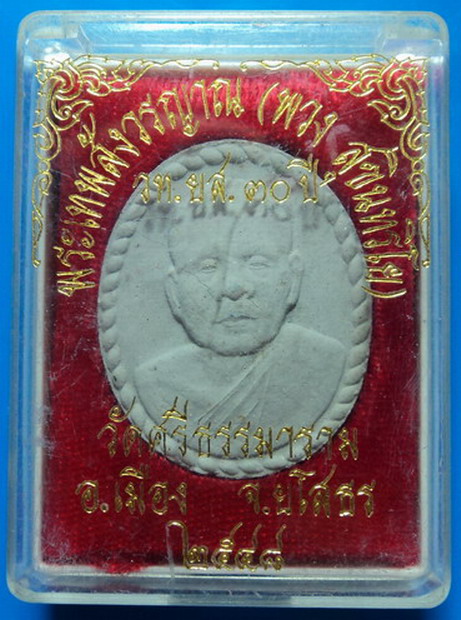 พระเทพสังวรญาณ (พวง สุขินทริโย)
วท.ยส. ๓๐ ปี
วัดศรีธรรมาราม
อ.เมือง จ.ยโสธร
๒๕๔๘